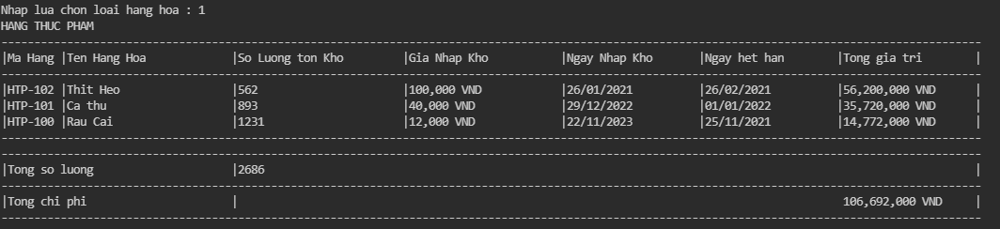 Nhap lua chon loai hang hoa : 1
HANG THUC PHAM
|Ma Hang |Ten Hang Hoa |So Luong ton Kho |Gia Nhap Kho |Ngay Nhap Kho |Ngay het han |Tong gia tri |
|HTP-102 |Thit Heo |562 |100,000 VND |26/01/2021 |26/02/2021 |56,200,000 VND |
|HTP-101 |Ca thu |893 |40,000 VND |29/12/2022 |01/01/2022 |35,720,000 VND |
|HTP-100 |Rau Cai |1231 |12,000 VND |22/11/2023 |25/11/2021 |14,772,000 VND |
|Tong so luong |2686 |
|Tong chi phi | 106,692,000 VND |